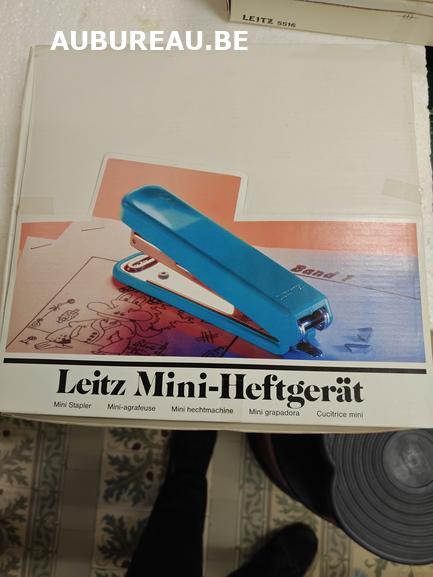 LEITZ 5516
AUBUREAU.BE
Band 1
Leitz Mini-Heftgerät
Mini Stapler Mini-agrafeuse Mini hechtmachine Mini grapadora Cucitrice mini